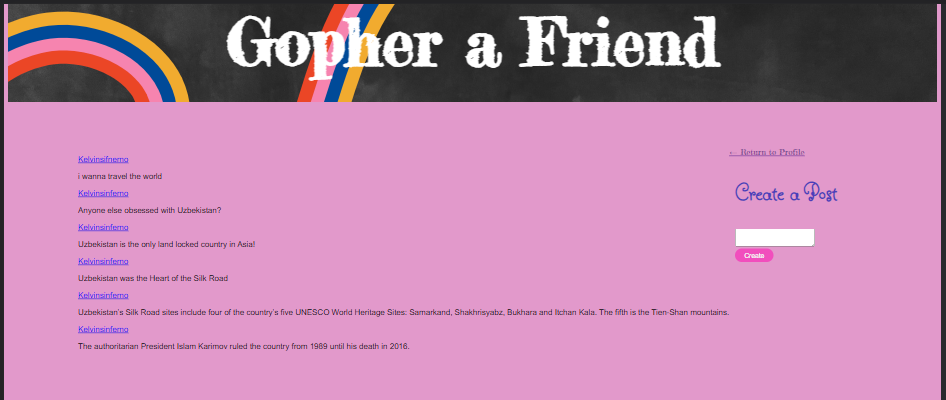 Gopher a Friend
← Return to Profile
Kelvinsifnemo
i wanna travel the world
Create a Post
Kelvinsinfemo
Anyone else obsessed with Uzbekistan?
Kelvinsinfemo
Uzbekistan is the only land locked country in Asia!
Create
Kelvinsinfemo
Uzbekistan was the Heart of the Silk Road
Kelvinsinfemo
Uzbekistan's Silk Road sites include four of the country's five UNESCO World Heritage Sites: Samarkand, Shakhrisyabz, Bukhara and Itchan Kala. The fifth is the Tien-Shan mountains.
Kelvinsinfemo
The authoritarian President Islam Karimov ruled the country from 1989 until his death in 2016.